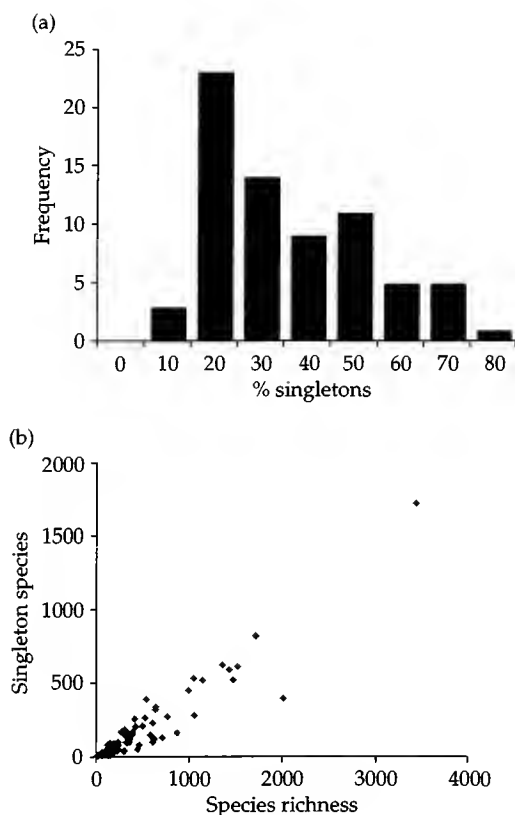 (a)
25
20
15
10
5
0
Frequency
0 10 20 30 40 50 60 70 80
% singletons
(b)
2000
1500
1000
500
0
Singleton species
0 1000 2000 3000 4000
Species richness